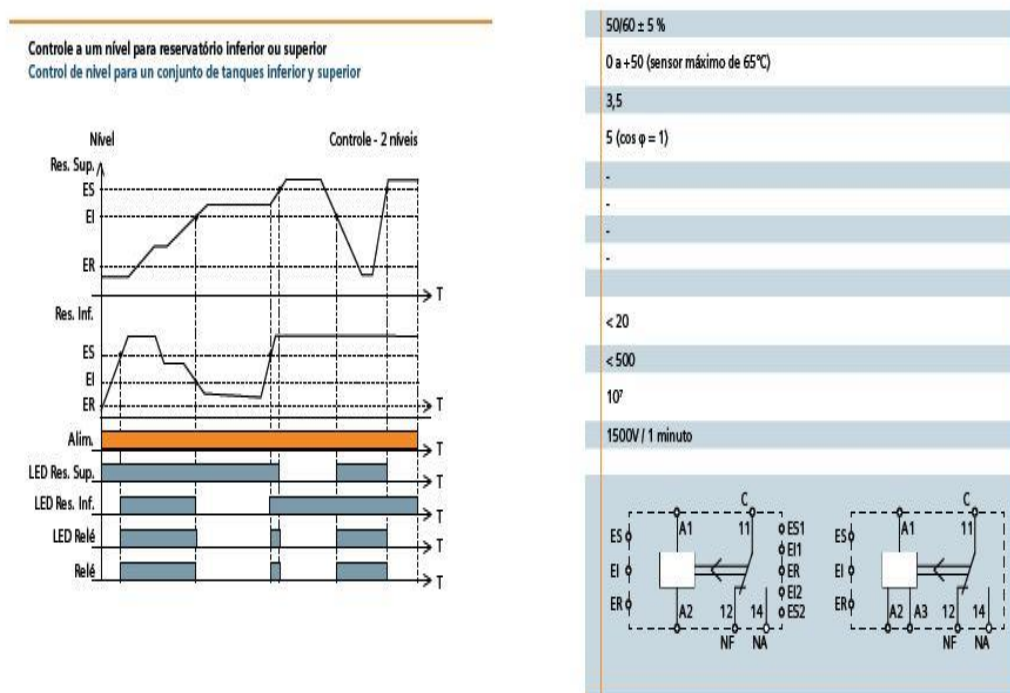 Controle a um nível para reservatório inferior ou superior
Control de nivel para un conjunto de tanques inferior y superior
Nível
Controle - 2 níveis
Res. Sup.
ES
EI
ER
T
Res. Inf.
ES
EI
ER
T
Alim.
T
LED Res. Sup.
T
LED Res. Inf.
T
LED Relé
T
Relé
T
50/60 ± 5 %
0 a +50 (sensor máximo de 65°C)
3,5
5 (cos φ = 1)
-
-
-
-
< 20
< 500
10⁷
1500V / 1 minuto
C
A1 11
ES
EI
ER
ES1
EI1
ER
EI2
ES2
A2 12 14
NF NA
C
A1 11
ES
EI
ER
A2 A3 12 14
NF NA